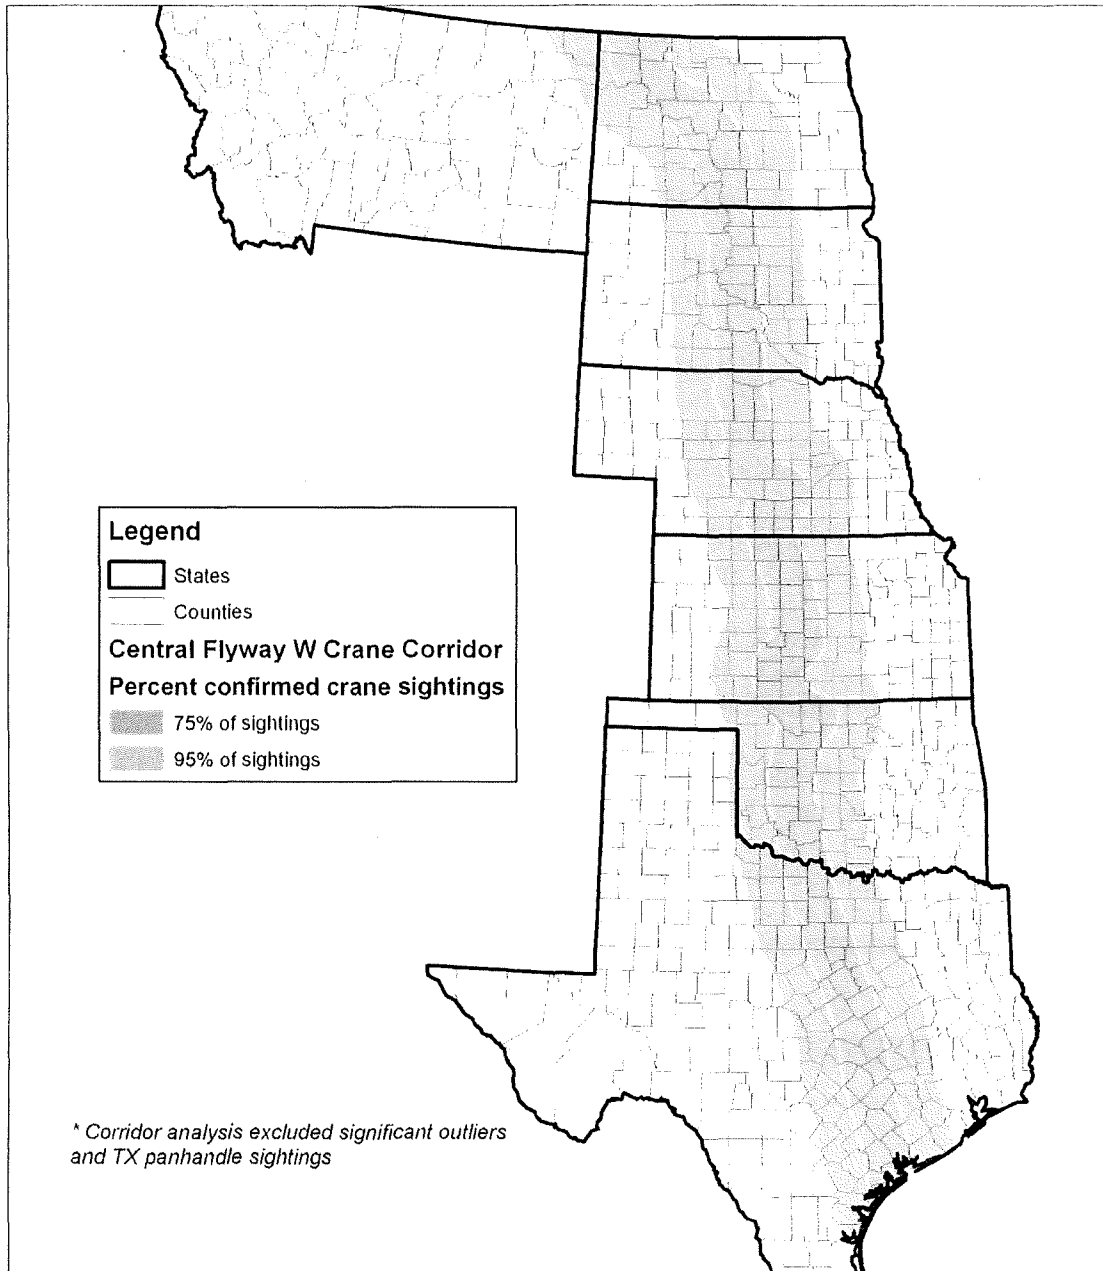 Legend
States
Counties
Central Flyway W Crane Corridor
Percent confirmed crane sightings
75% of sightings
95% of sightings
* Corridor analysis excluded significant outliers
and TX panhandle sightings